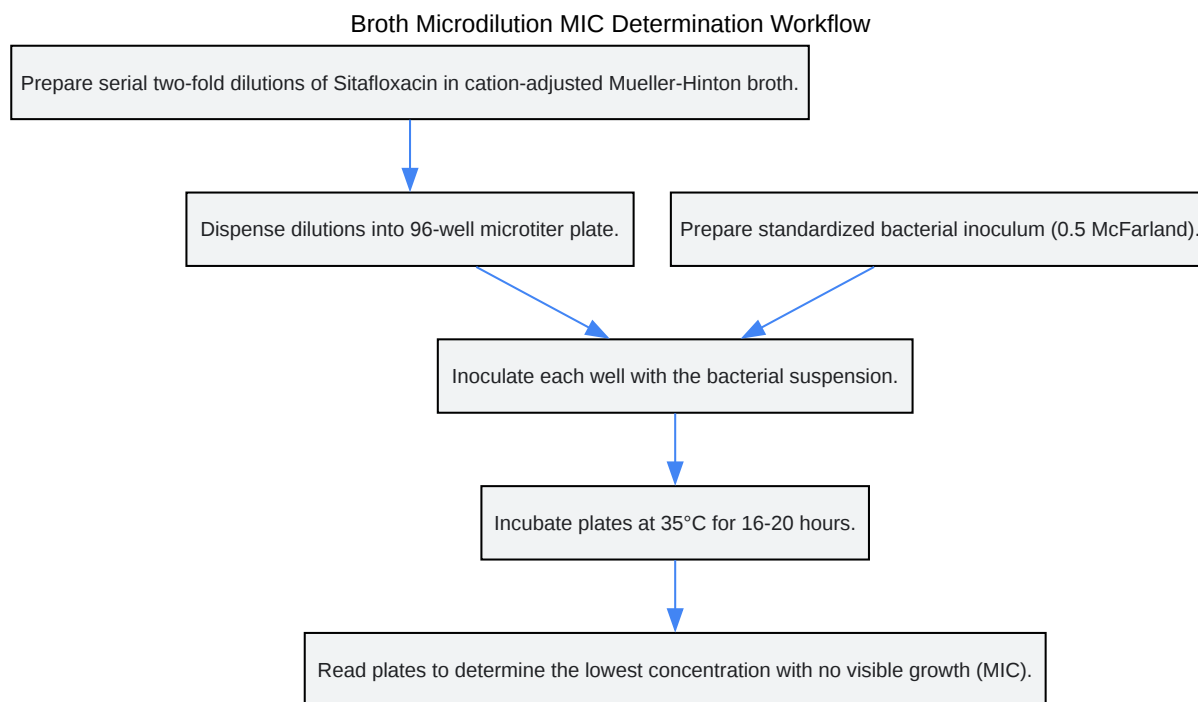 Broth Microdilution MIC Determination Workflow
Prepare serial two-fold dilutions of Sitafloxacin in cation-adjusted Mueller-Hinton broth.
Dispense dilutions into 96-well microtiter plate.
Prepare standardized bacterial inoculum (0.5 McFarland).
Inoculate each well with the bacterial suspension.
Incubate plates at 35°C for 16-20 hours.
Read plates to determine the lowest concentration with no visible growth (MIC).